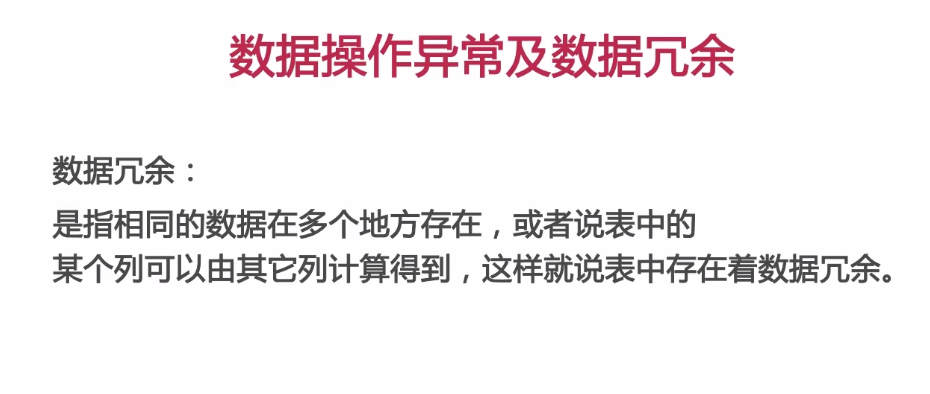 数据操作异常及数据冗余
数据冗余：
是指相同的数据在多个地方存在，或者说表中的
某个列可以由其它列计算得到，这样就说表中存在着数据冗余。